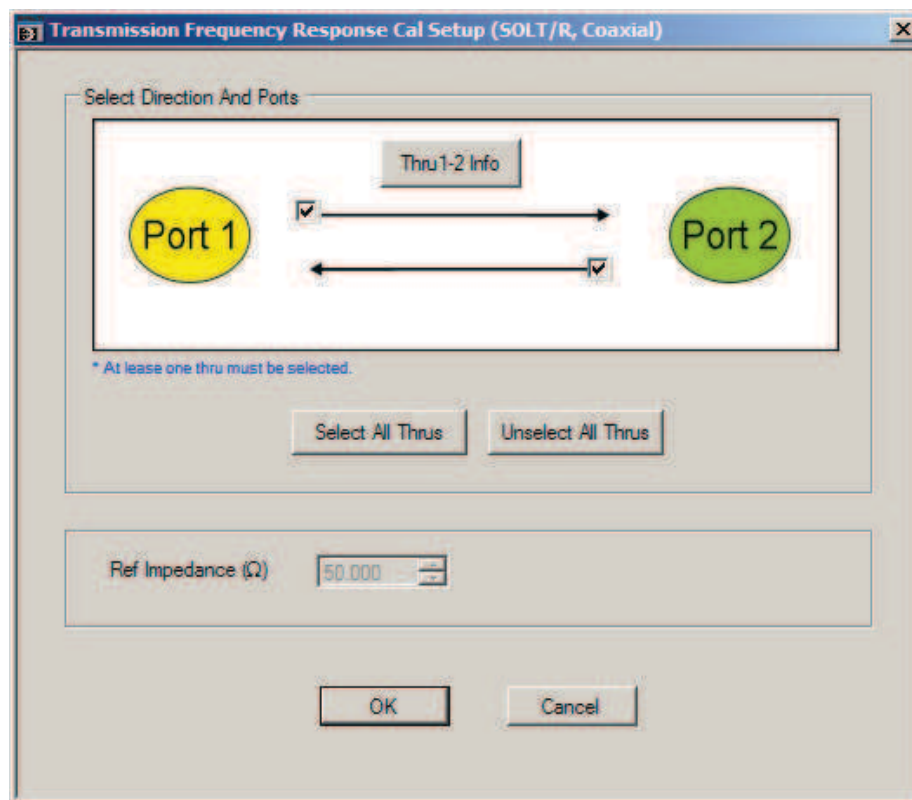 Transmission Frequency Response Cal Setup (SOLT/R, Coaxial)
Select Direction And Ports
Thru1-2 Info
Port 1
Port 2
* At lease one thru must be selected.
Select All Thrus
Unselect All Thrus
Ref Impedance (Ω)
50.000
OK
Cancel